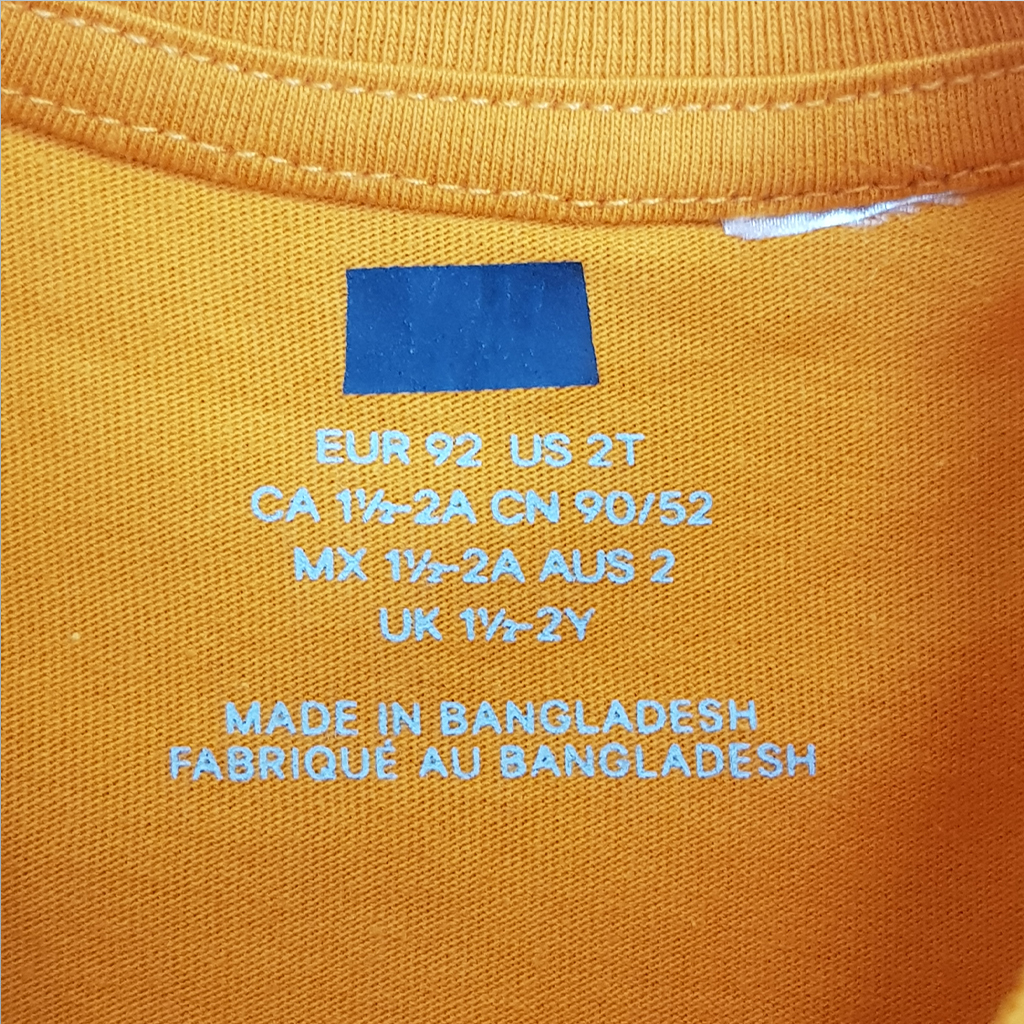 EUR 92 US 2T
CA 1½-2A CN 90/52
MX 1½-2A AUS 2
UK 1½-2Y
MADE IN BANGLADESH
FABRIQUÉ AU BANGLADESH